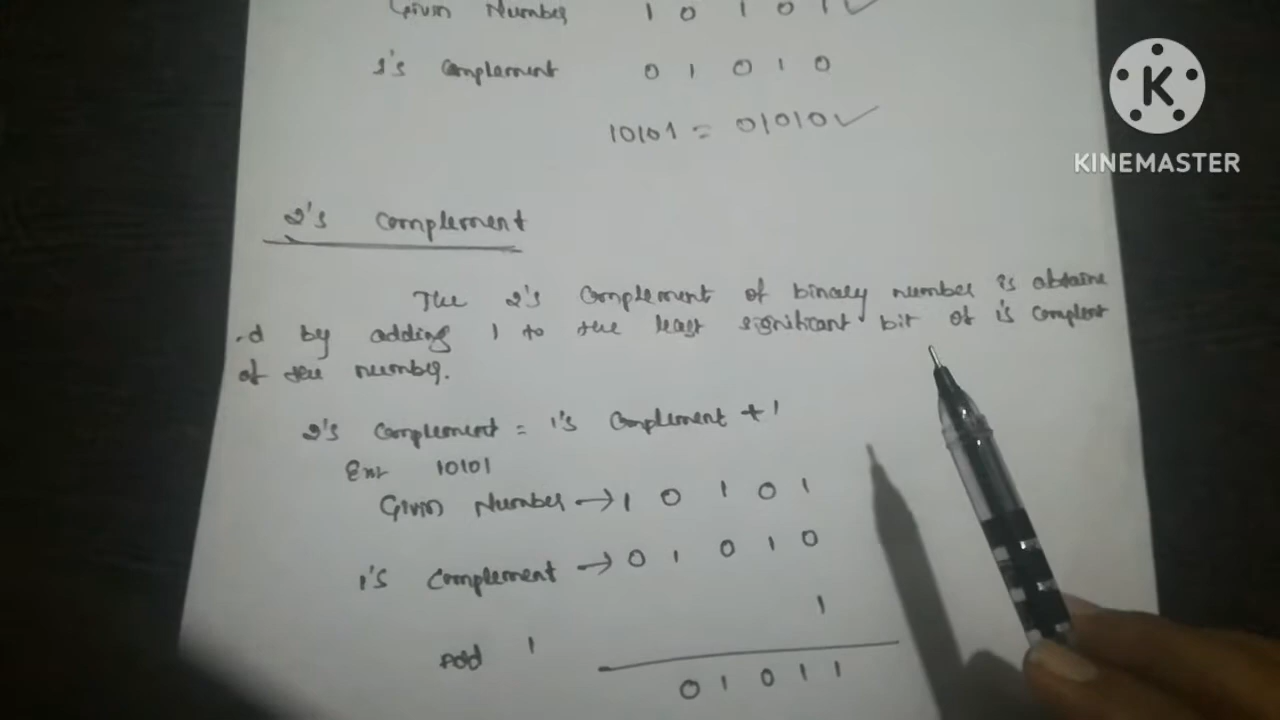 Given Number 1 0 1 0 1
1's Complement 0 1 0 1 0
10101 = 01010
KINEMASTER
2's Complement
The 2's Complement of binary number is obtaine
.d by adding 1 to the least significant bit of 1's complent
of the number.
2's Complement = 1's Complement + 1
10101
Given Number → 1 0 1 0 1
1's Complement → 0 1 0 1 0
1
Add 1
0 1 0 1 1